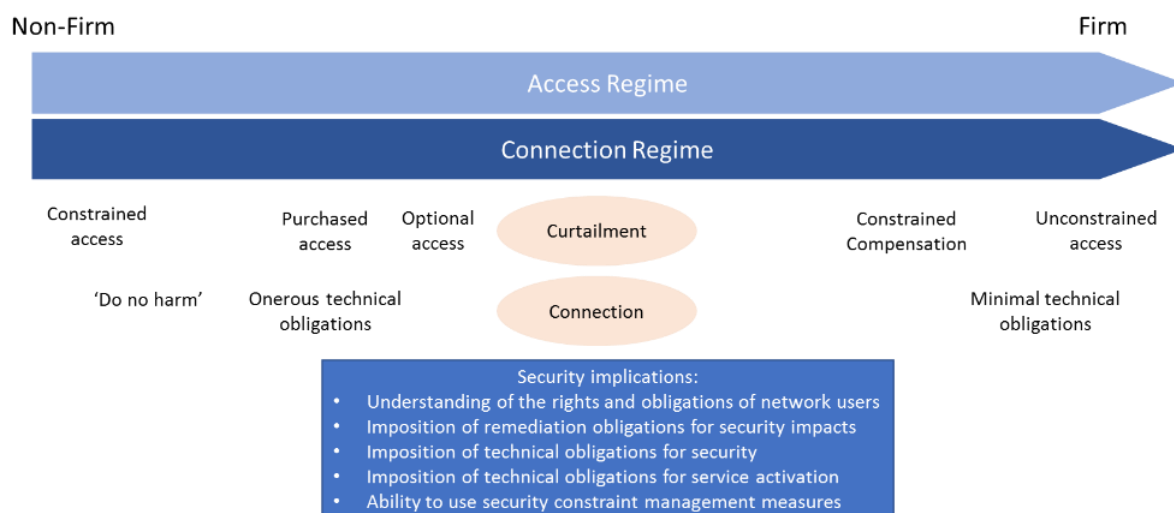 Non-Firm
Firm
Access Regime
Connection Regime
Constrained
access
Purchased
access
Optional
access
Curtailment
Constrained
Compensation
Unconstrained
access
'Do no harm'
Onerous technical
obligations
Connection
Minimal technical
obligations
Security implications:
• Understanding of the rights and obligations of network users
• Imposition of remediation obligations for security impacts
• Imposition of technical obligations for security
• Imposition of technical obligations for service activation
• Ability to use security constraint management measures